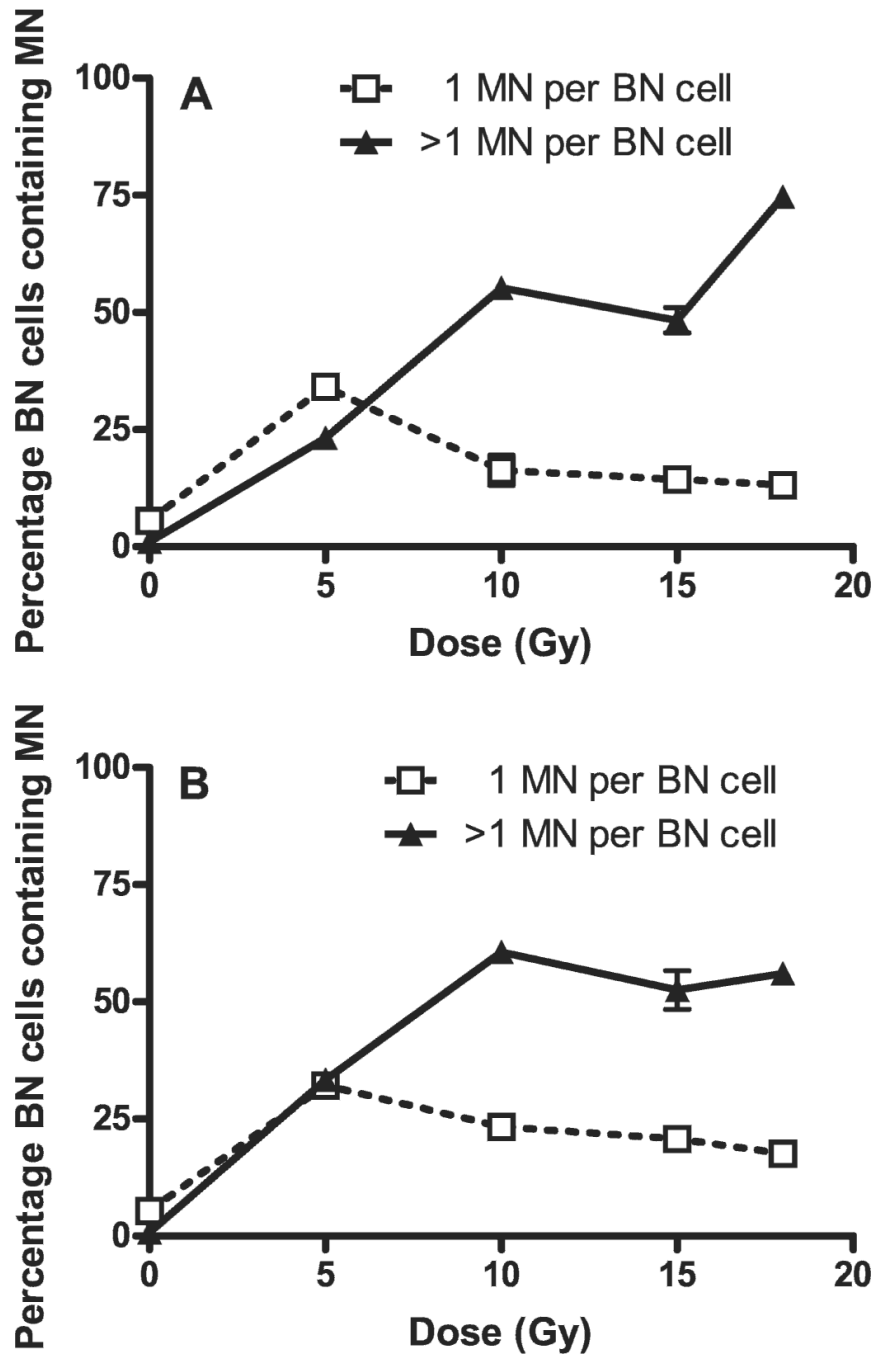 Percentage BN cells containing MN
A
1 MN per BN cell
>1 MN per BN cell
100
75
50
25
0
0 5 10 15 20
Dose (Gy)
Percentage BN cells containing MN
B
1 MN per BN cell
>1 MN per BN cell
100
75
50
25
0
0 5 10 15 20
Dose (Gy)